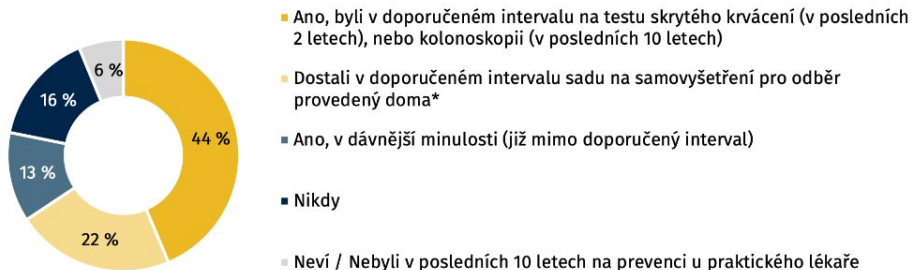 Ano, byli v doporučeném intervalu na testu skrytého krvácení (v posledních
2 letech), nebo kolonoskopii (v posledních 10 letech)
Dostali v doporučeném intervalu sadu na samovyšetření pro odběr
provedený doma*
Ano, v dávnější minulosti (již mimo doporučený interval)
Nikdy
Neví / Nebyli v posledních 10 letech na prevenci u praktického lékaře
6 %
16 %
44 %
13 %
22 %